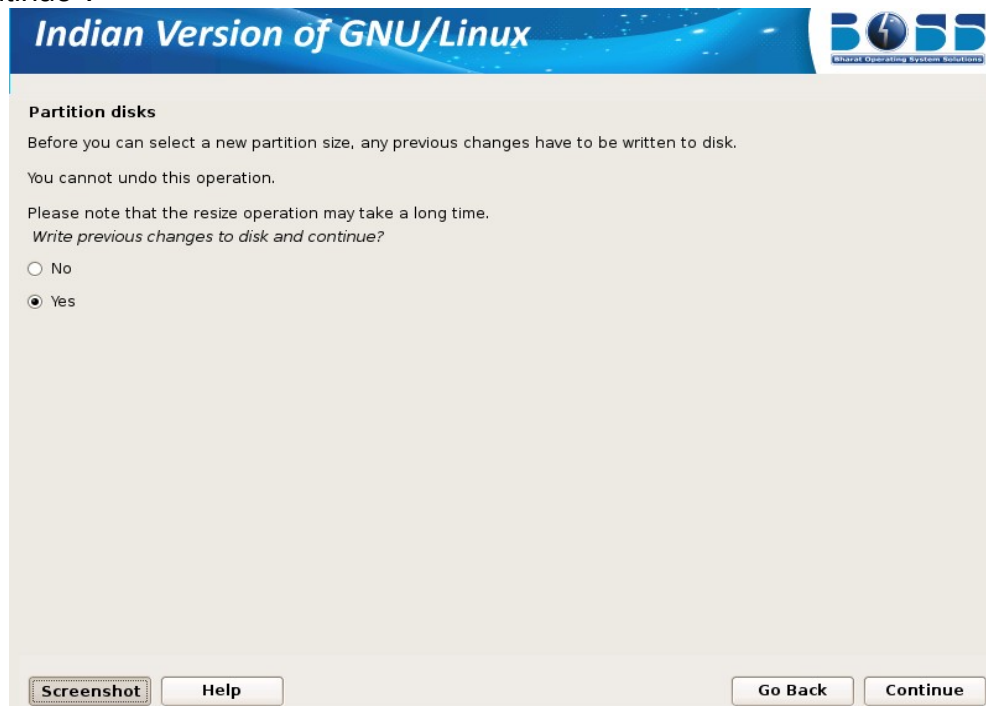 Indian Version of GNU/Linux
BOSS
Bharat Operating System Solutions
Partition disks
Before you can select a new partition size, any previous changes have to be written to disk.
You cannot undo this operation.
Please note that the resize operation may take a long time.
Write previous changes to disk and continue?
No
Yes
Screenshot Help Go Back Continue